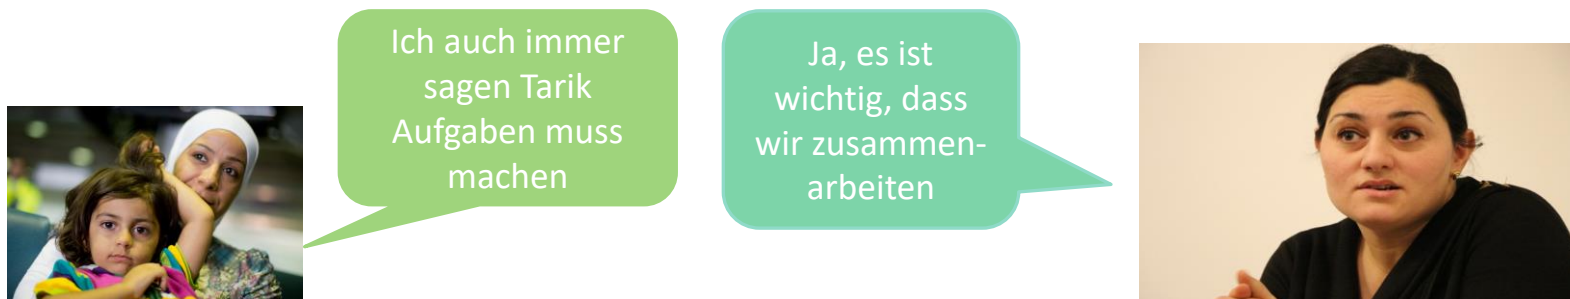 Ich auch immer
sagen Tarik
Aufgaben muss
machen
Ja, es ist
wichtig, dass
wir zusammen-
arbeiten